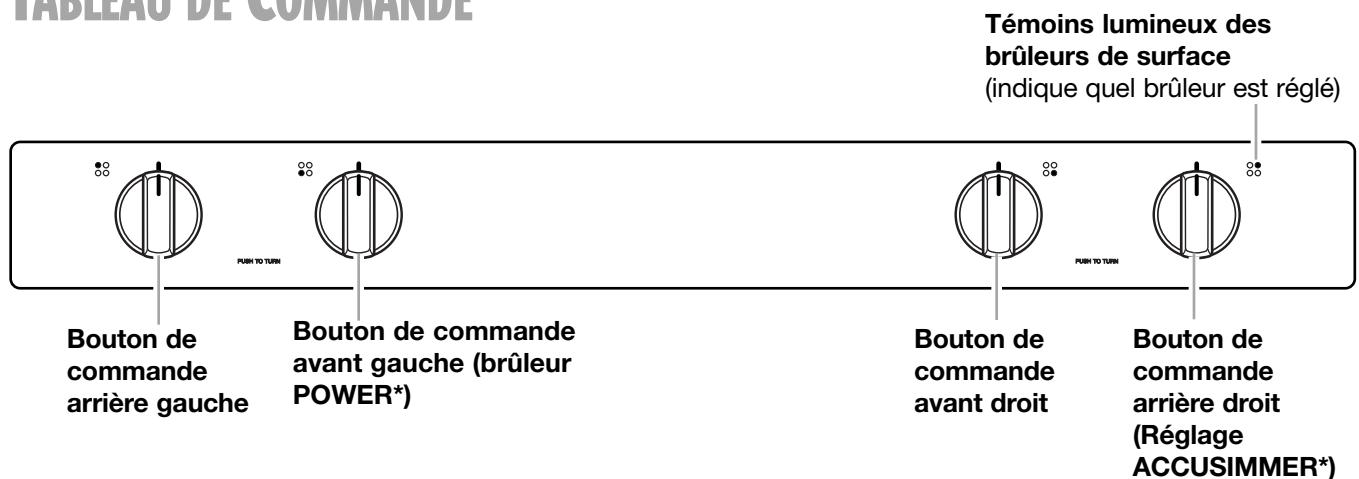 TABLEAU DE COMMANDE
Témoins lumineux des
brûleurs de surface
(indique quel brûleur est réglé)
PUSH TO TURN
PUSH TO TURN
Bouton de
commande
arrière gauche
Bouton de commande
avant gauche (brûleur
POWER*)
Bouton de
commande
avant droit
Bouton de
commande
arrière droit
(Réglage
ACCUSIMMER*)